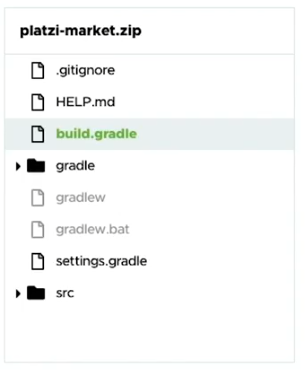 platzi-market.zip
.gitignore
HELP.md
build.gradle
gradle
gradlew
gradlew.bat
settings.gradle
src